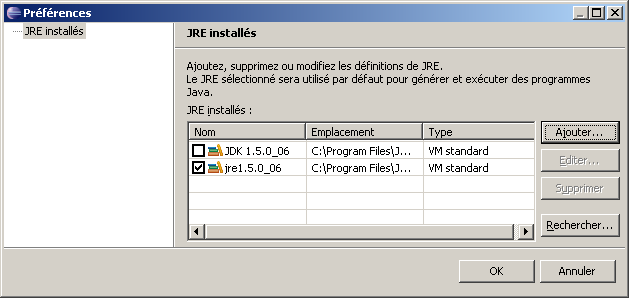 Préférences
JRE installés
JRE installés
Ajoutez, supprimez ou modifiez les définitions de JRE.
Le JRE sélectionné sera utilisé par défaut pour générer et exécuter des programmes
Java.
JRE installés :
Nom Emplacement Type
JDK 1.5.0_06 C:\Program Files\J... VM standard
jre1.5.0_06 C:\Program Files\J... VM standard
Ajouter...
Editer...
Supprimer
Rechercher...
OK Annuler